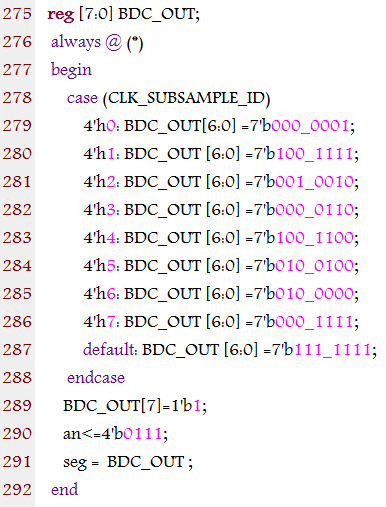 275 reg [7:0] BDC_OUT;
276 always @ (*)
277 begin
278 case (CLK_SUBSAMPLE_ID)
279 4'h0: BDC_OUT[6:0] =7'b000_0001;
280 4'h1: BDC_OUT [6:0] =7'b100_1111;
281 4'h2: BDC_OUT [6:0] =7'b001_0010;
282 4'h3: BDC_OUT [6:0] =7'b000_0110;
283 4'h4: BDC_OUT [6:0] =7'b100_1100;
284 4'h5: BDC_OUT [6:0] =7'b010_0100;
285 4'h6: BDC_OUT [6:0] =7'b010_0000;
286 4'h7: BDC_OUT [6:0] =7'b000_1111;
287 default: BDC_OUT [6:0] =7'b111_1111;
288 endcase
289 BDC_OUT[7]=1'b1;
290 an<=4'b0111;
291 seg = BDC_OUT ;
292 end